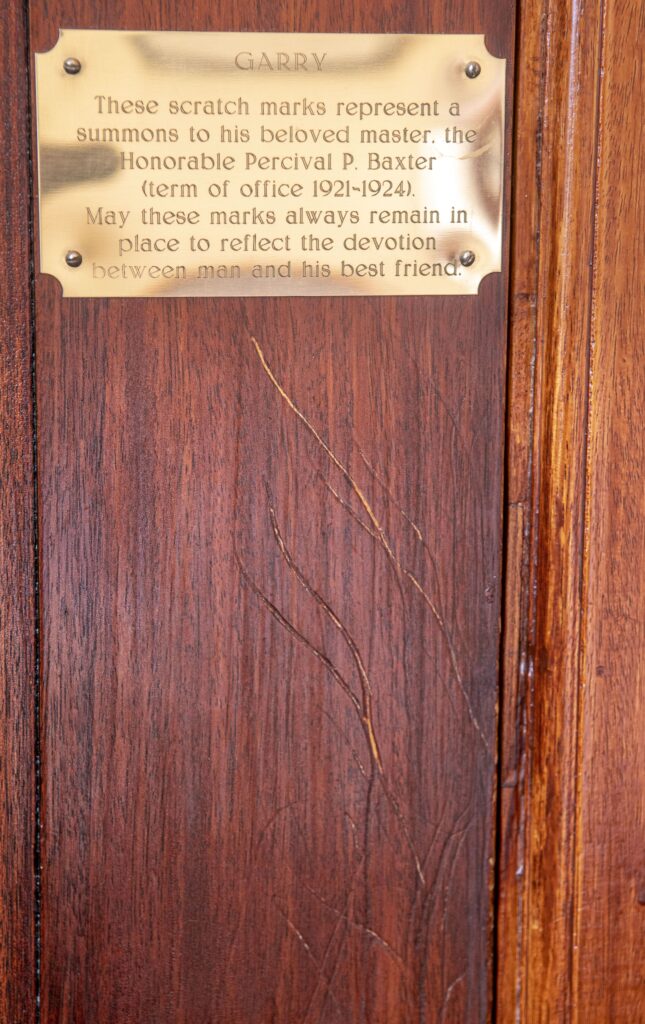 GARRY
These scratch marks represent a
summons to his beloved master, the
Honorable Percival P. Baxter
(term of office 1921-1924).
May these marks always remain in
place to reflect the devotion
between man and his best friend.